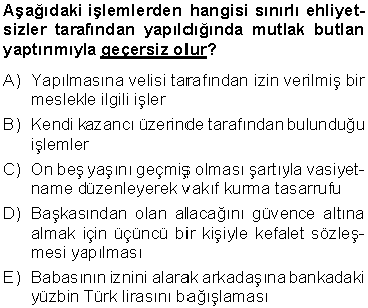 Aşağıdaki işlemlerden hangisi sınırlı ehliyet-
sizler tarafından yapıldığında mutlak butlan
yaptırımıyla geçersiz olur?
A) Yapılmasına velisi tarafından izin verilmiş bir
meslekle ilgili işler
B) Kendi kazancı üzerinde tarafından bulunduğu
işlemler
C) On beş yaşını geçmiş olması şartıyla vasiyet-
name düzenleyerek vakıf kurma tasarrufu
D) Başkasından olan alacağını güvence altına
almak için üçüncü bir kişiyle kefalet sözleş-
mesi yapılması
E) Babasının iznini alarak arkadaşına bankadaki
yüzbin Türk lirasını bağışlaması